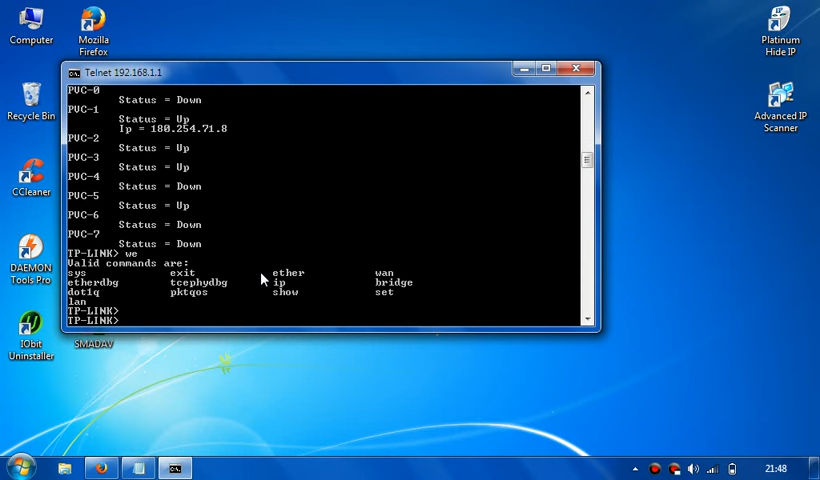 Computer
Mozilla
Firefox
Platinum
Hide IP
Telnet 192.168.1.1
Recycle Bin
Advanced IP
Scanner
CCleaner
DAEMON
Tools Pro
IObit
Uninstaller
SMADAV
PVC-0
Status = Down
PVC-1
Status = Up
Ip = 180.254.71.8
PVC-2
Status = Up
PVC-3
Status = Up
PVC-4
Status = Down
PVC-5
Status = Up
PVC-6
Status = Down
PVC-7
Status = Down
TP-LINK> we
Valid commands are:
sys exit ether wan
etherdbg tcephydbg ip bridge
dot1q pktqos show set
lan
TP-LINK>
TP-LINK>
21:48